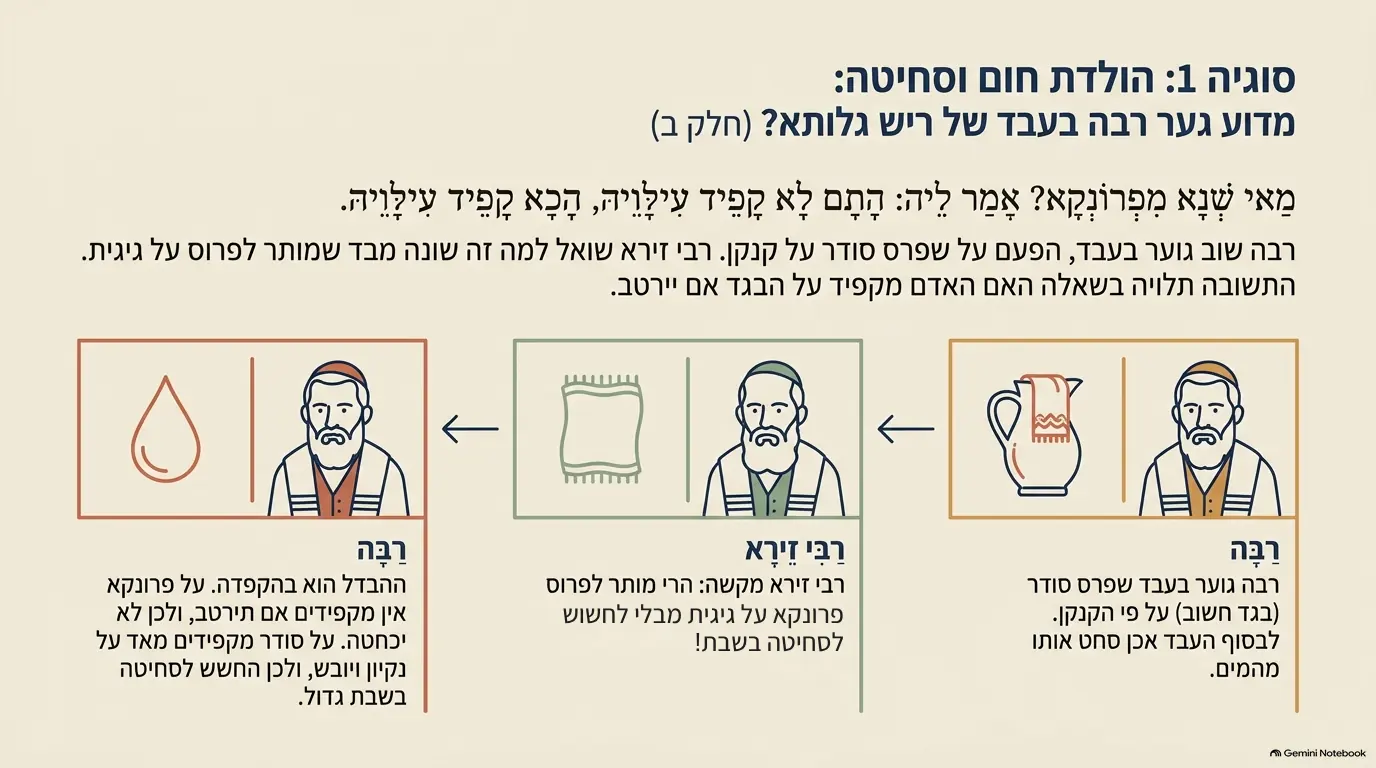 סוגיה 1: הולדת חום וסחיטה:
מדוע גער רבה בעבד של ריש גלותא? (חלק ב)
מַאי שְׁנָא מִפְּרוֹנְקָא? אֲמַר לֵיהּ: הָתָם לָא קָפֵיד עִילָּוֵיהּ, הָכָא קָפֵיד עִילָּוֵיהּ.
רבה שוב גוער בעבד, הפעם על שפרס סודר על קנקן. רבי זירא שואל למה זה שונה מבד שמותר לפרוס על גיגית.
התשובה תלויה בשאלה האם האדם מקפיד על הבגד אם יירטב.
רַבָּה
רבה גוער בעבד שפרס סודר
(בגד חשוב) על פי הקנקן.
לבסוף העבד אכן סחט אותו
מהמים.
רַבִּי זֵירָא
רבי זירא מקשה: הרי מותר לפרוס
פרונקא על גיגית מבלי לחשוש
לסחיטה בשבת!
רַבָּה
ההבדל הוא בהקפדה. על פרונקא
אין מקפידים אם תירטב, ולכן לא
יכחטה. על סודר מקפידים מאד על
נקיון ויובש, ולכן החשש לסחיטה
בשבת גדול.
Gemini Notebook